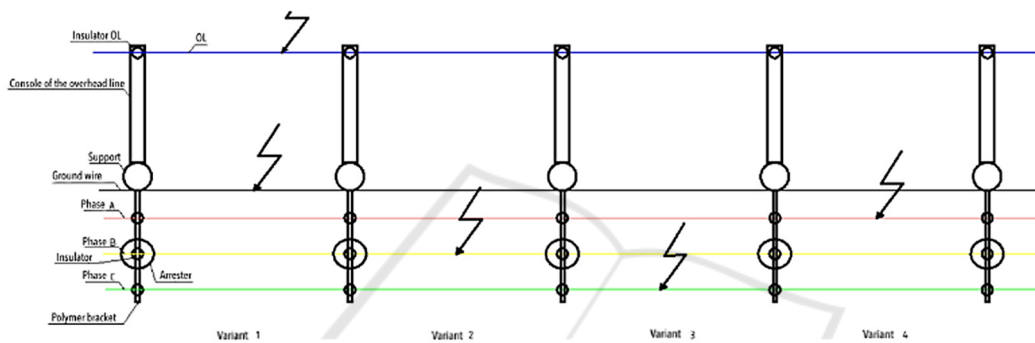 Insulator OL
OL
Console of the overhead line
Support
Ground wire
Phase A
Phase B
Insulator
Arrester
Phase C
Polymer bracket
Variant 1
Variant 2
Variant 3
Variant 4